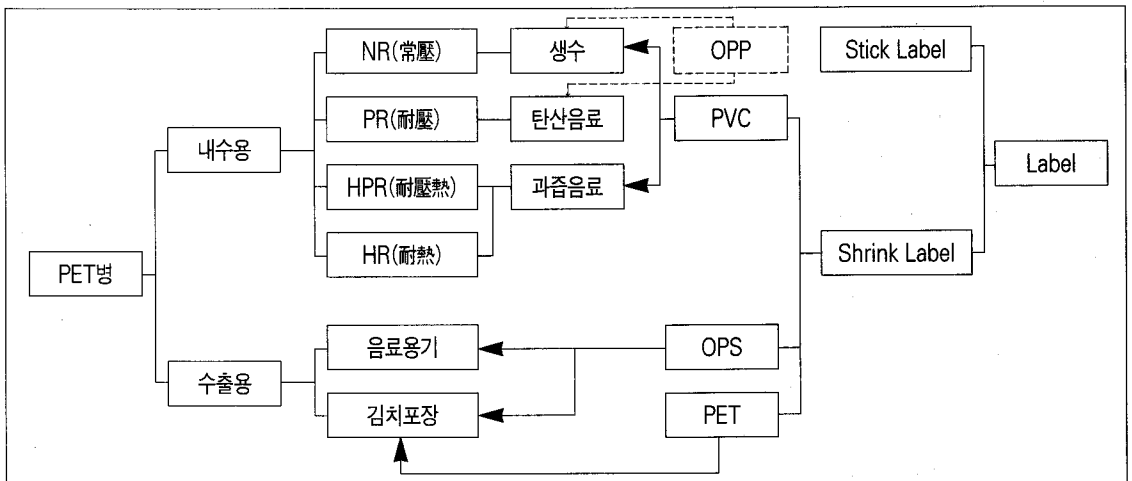 NR(常壓)
생수
OPP
Stick Label
PR(耐壓)
탄산음료
PVC
내수용
Label
HPR(耐壓熱)
과즙음료
HR(耐熱)
Shrink Label
PET병
음료용기
OPS
수출용
김치포장
PET